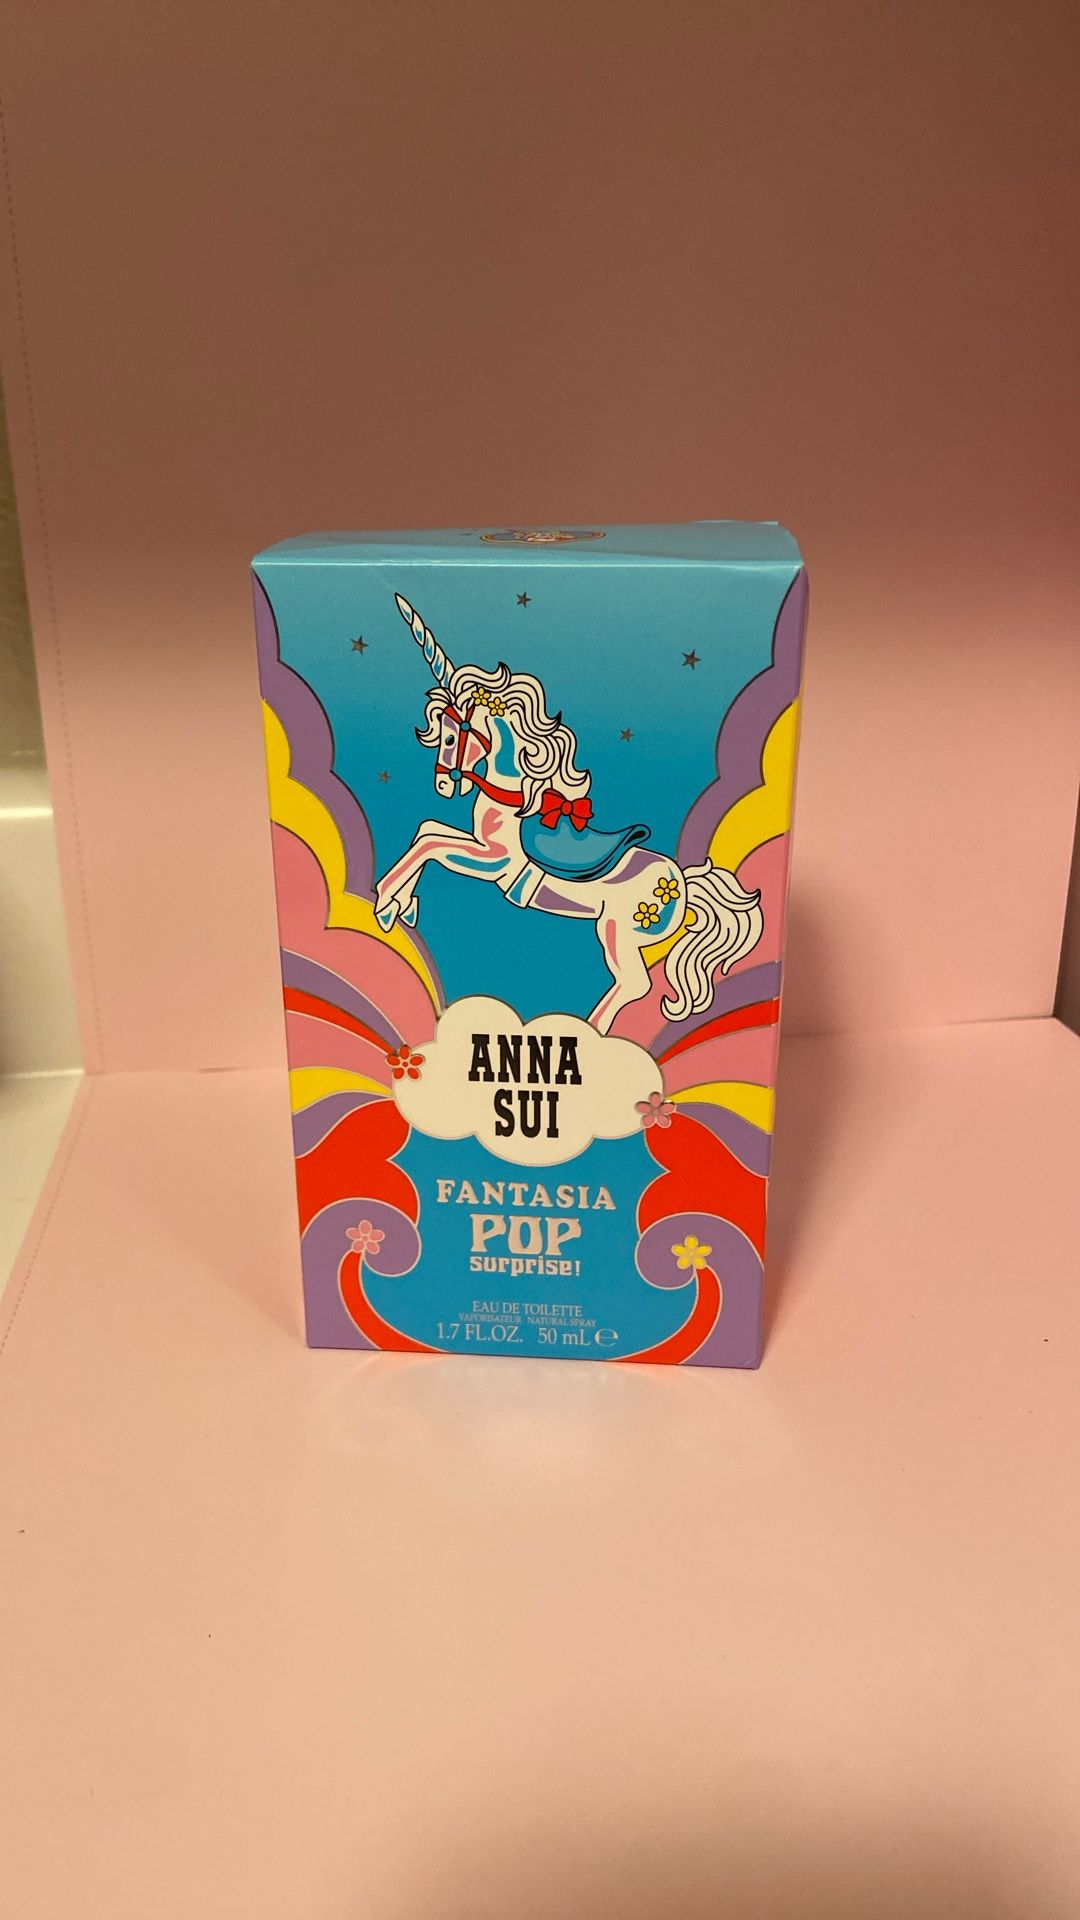 ANNA
SUI
FANTASIA
POP
surprise!
EAU DE TOILETTE
VAPORISATEUR NATURAL SPRAY
1.7 FL.OZ. 50 mL ℮